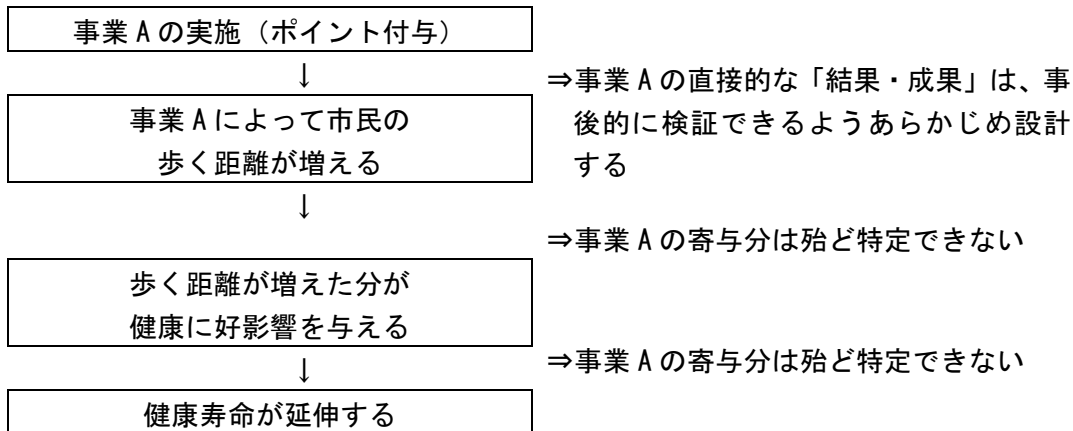 事業Aの実施（ポイント付与）
↓
⇒事業Aの直接的な「結果・成果」は、事
後的に検証できるようあらかじめ設計
する
事業Aによって市民の
歩く距離が増える
↓
⇒事業Aの寄与分は殆ど特定できない
歩く距離が増えた分が
健康に好影響を与える
↓
⇒事業Aの寄与分は殆ど特定できない
健康寿命が延伸する